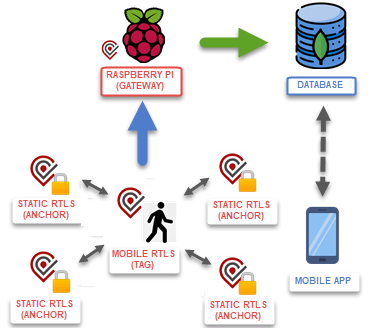 RASPBERRY PI
(GATEWAY)
DATABASE
STATIC RTLS
(ANCHOR)
STATIC RTLS
(ANCHOR)
MOBILE RTLS
(TAG)
MOBILE APP
STATIC RTLS
(ANCHOR)
STATIC RTLS
(ANCHOR)